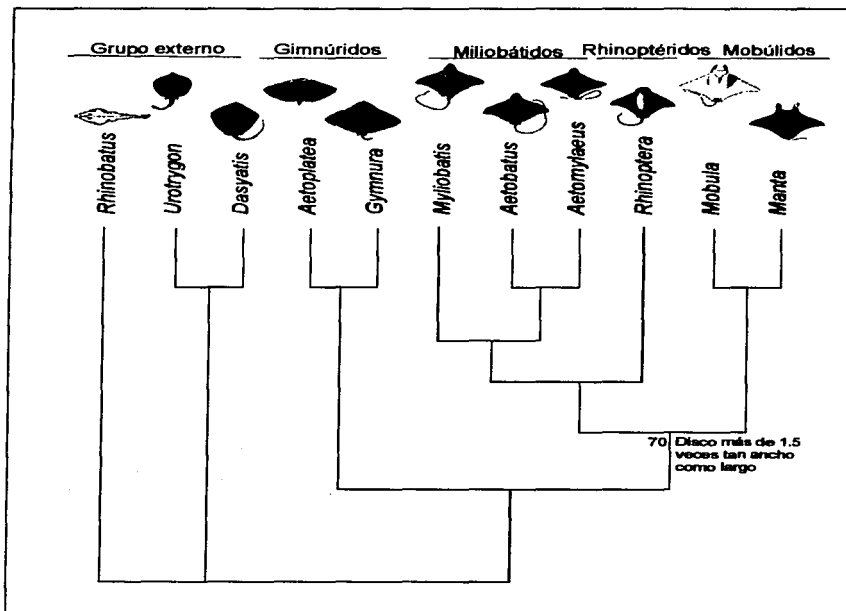 Grupo externo
Gimnúridos
Miliobátidos
Rhinoptéridos
Mobúlidos
Rhinobatus
Urotrygon
Dasyatis
Aetoplatea
Gymnura
Myliobatis
Aetobatus
Aetomylaeus
Rhinoptera
Mobula
Manta
70 Disco más de 1.5
veces tan ancho
como largo